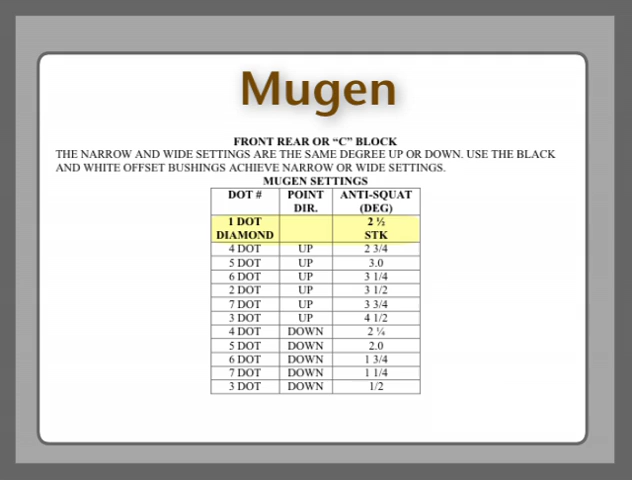 Mugen
FRONT REAR OR “C” BLOCK
THE NARROW AND WIDE SETTINGS ARE THE SAME DEGREE UP OR DOWN. USE THE BLACK
AND WHITE OFFSET BUSHINGS ACHIEVE NARROW OR WIDE SETTINGS.
MUGEN SETTINGS
DOT # POINT ANTI-SQUAT
DIR. (DEG)
1 DOT 2 ½
DIAMOND STK
4 DOT UP 2 3/4
5 DOT UP 3.0
6 DOT UP 3 1/4
2 DOT UP 3 1/2
7 DOT UP 3 3/4
3 DOT UP 4 1/2
4 DOT DOWN 2 ¼
5 DOT DOWN 2.0
6 DOT DOWN 1 3/4
7 DOT DOWN 1 1/4
3 DOT DOWN 1/2